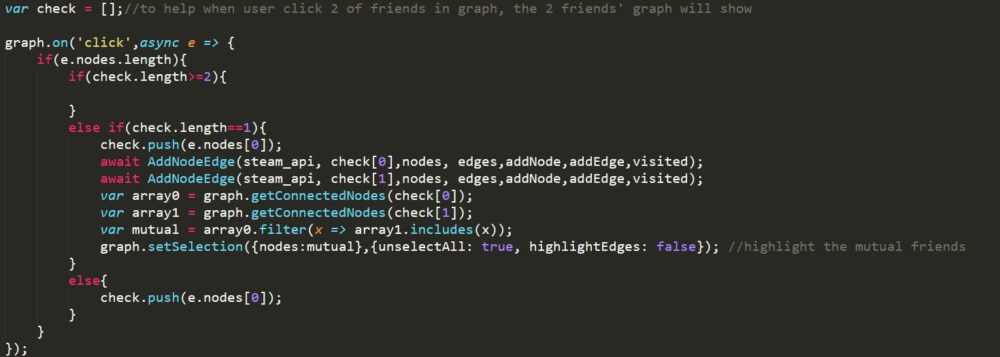 var check = [];//to help when user click 2 of friends in graph, the 2 friends' graph will show
graph.on('click',async e => {
if(e.nodes.length){
if(check.length>=2){
}
else if(check.length==1){
check.push(e.nodes[0]);
await AddNodeEdge(steam_api, check[0],nodes, edges,addNode,addEdge,visited);
await AddNodeEdge(steam_api, check[1],nodes, edges,addNode,addEdge,visited);
var array0 = graph.getConnectedNodes(check[0]);
var array1 = graph.getConnectedNodes(check[1]);
var mutual = array0.filter(x => array1.includes(x));
graph.setSelection({nodes:mutual},{unselectAll: true, highlightEdges: false}); //highlight the mutual friends
}
else{
check.push(e.nodes[0]);
}
}
});